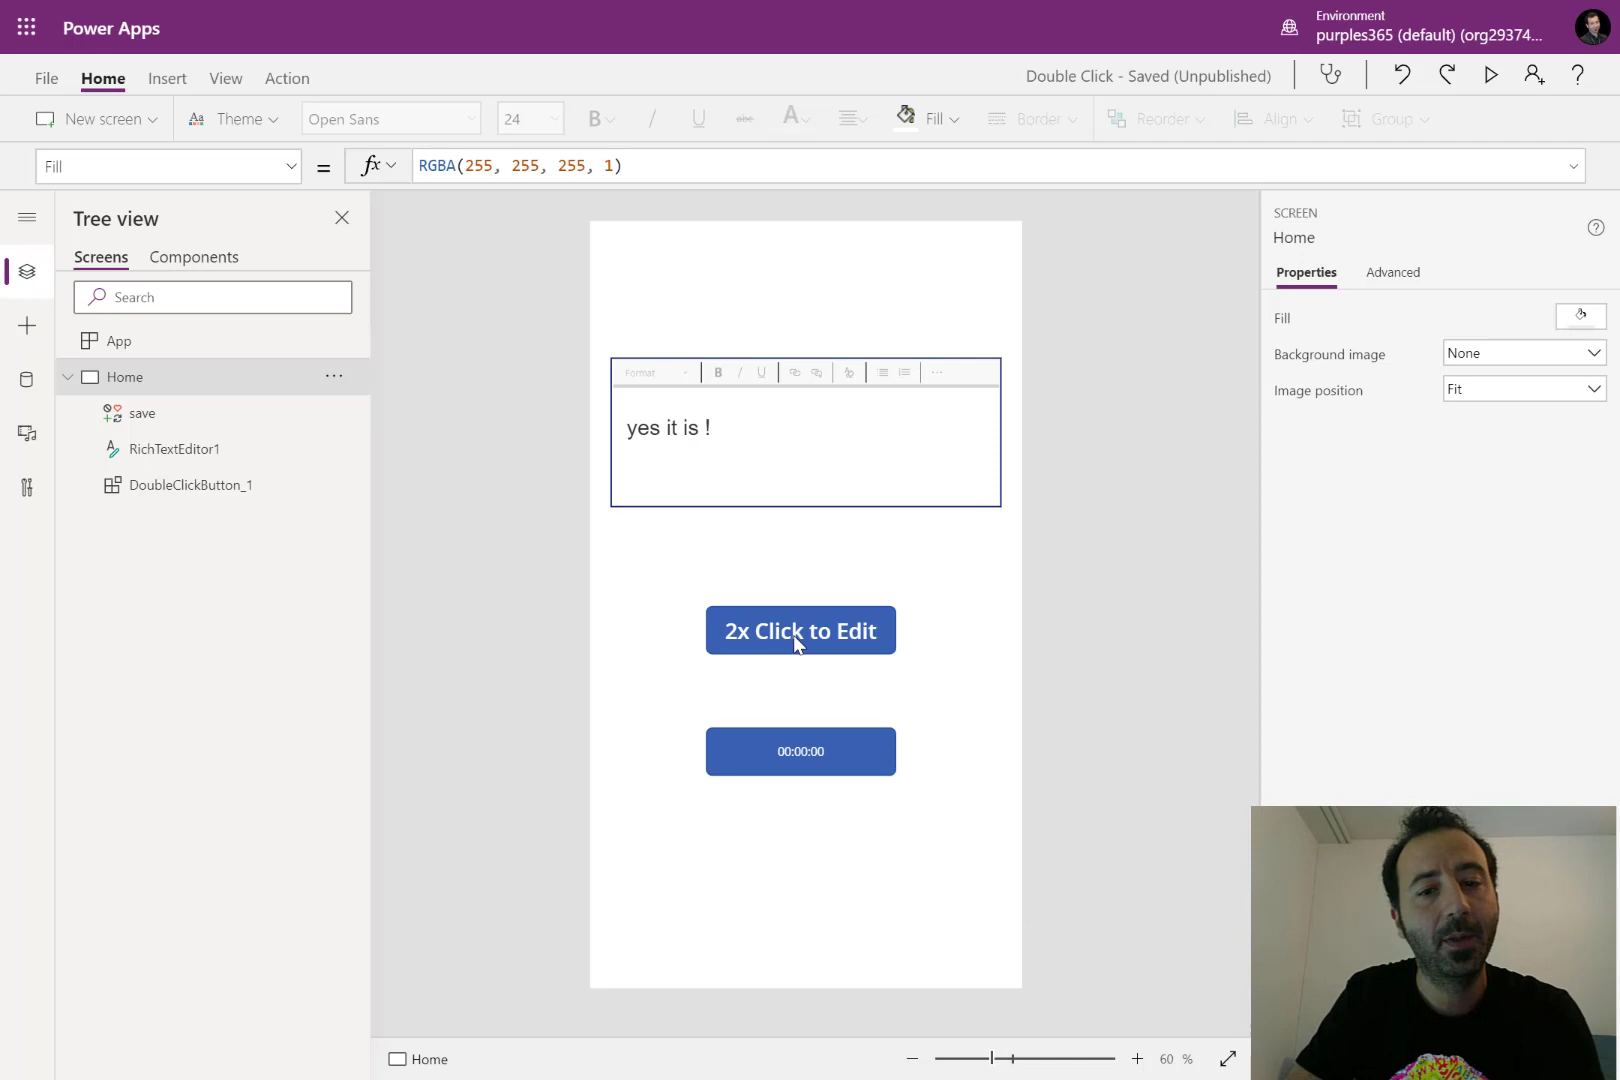 Power Apps
Environment
purples365 (default) (org29374...
File Home Insert View Action
Double Click - Saved (Unpublished)
New screen
Theme
Open Sans
24
B
/
U
abc
A
Fill
Border
Reorder
Align
Group
Fill
=
fx
RGBA(255, 255, 255, 1)
Tree view
Screens Components
Search
App
Home
...
save
RichTextEditor1
DoubleClickButton_1
Format
B
/
U
...
yes it is !
2x Click to Edit
00:00:00
SCREEN
Home
Properties Advanced
Fill
Background image None
Image position Fit
Home
60 %